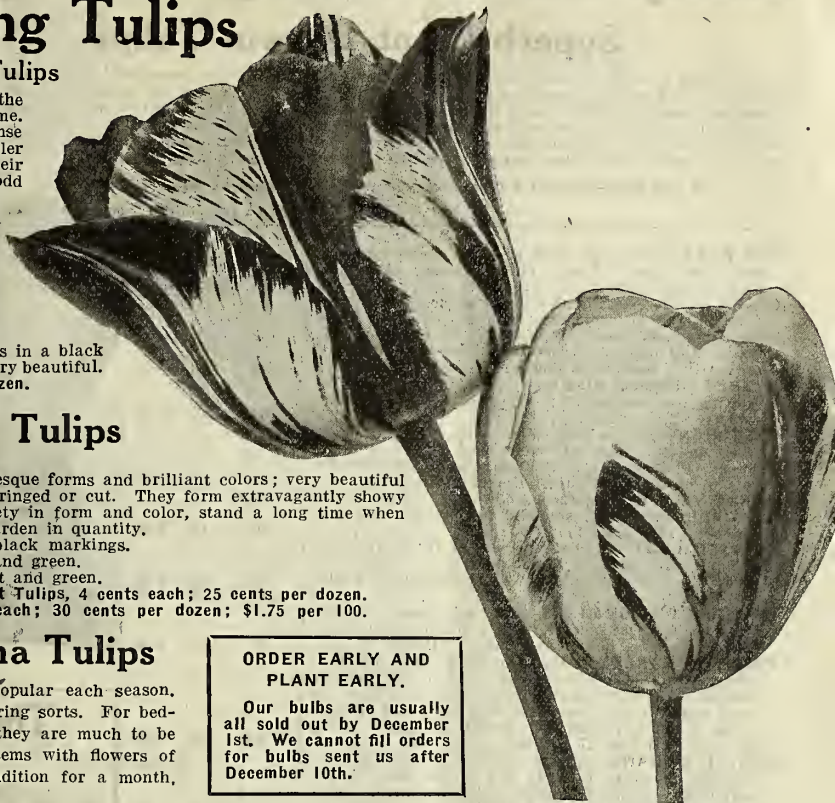 ng Tulips
Tulips
the
me.
nse
ler
eir
odd
s in a black
ry beautiful.
zen.
Tulips
esque forms and brilliant colors; very beautiful
ringed or cut. They form extravagantly showy
ety in form and color, stand a long time when
rden in quantity.
black markings.
and green.
t and green.
t Tulips, 4 cents each; 25 cents per dozen.
each; 30 cents per dozen; $1.75 per 100.
na Tulips
opular each season.
ring sorts. For bed-
they are much to be
ems with flowers of
dition for a month,
ORDER EARLY AND
PLANT EARLY.
Our bulbs are usually
all sold out by December
1st. We cannot fill orders
for bulbs sent us after
December 10th.